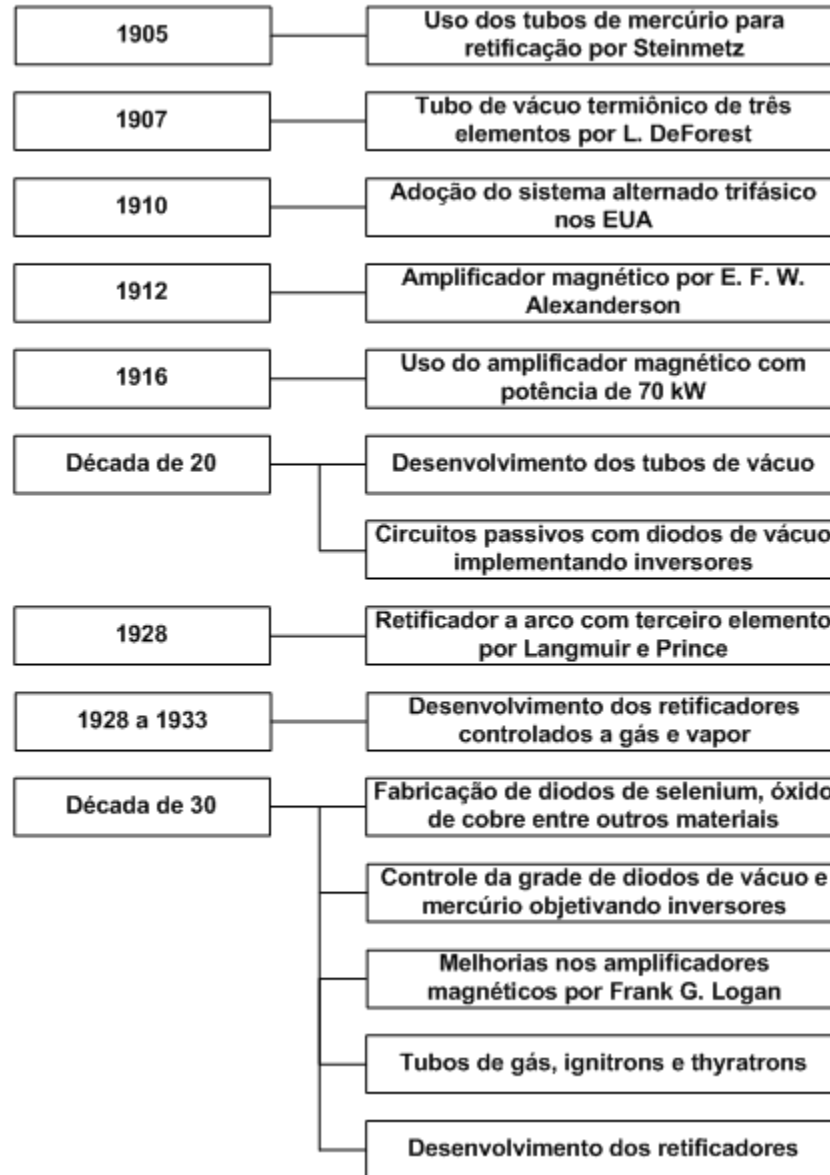 1905
Uso dos tubos de mercúrio para
retificação por Steinmetz
1907
Tubo de vácuo termiônico de três
elementos por L. DeForest
1910
Adoção do sistema alternado trifásico
nos EUA
1912
Amplificador magnético por E. F. W.
Alexanderson
1916
Uso do amplificador magnético com
potência de 70 kW
Década de 20
Desenvolvimento dos tubos de vácuo
Circuitos passivos com diodos de vácuo
implementando inversores
1928
Retificador a arco com terceiro elemento
por Langmuir e Prince
1928 a 1933
Desenvolvimento dos retificadores
controlados a gás e vapor
Década de 30
Fabricação de diodos de selenium, óxido
de cobre entre outros materiais
Controle da grade de diodos de vácuo e
mercúrio objetivando inversores
Melhorias nos amplificadores
magnéticos por Frank G. Logan
Tubos de gás, ignitrons e thyratrons
Desenvolvimento dos retificadores